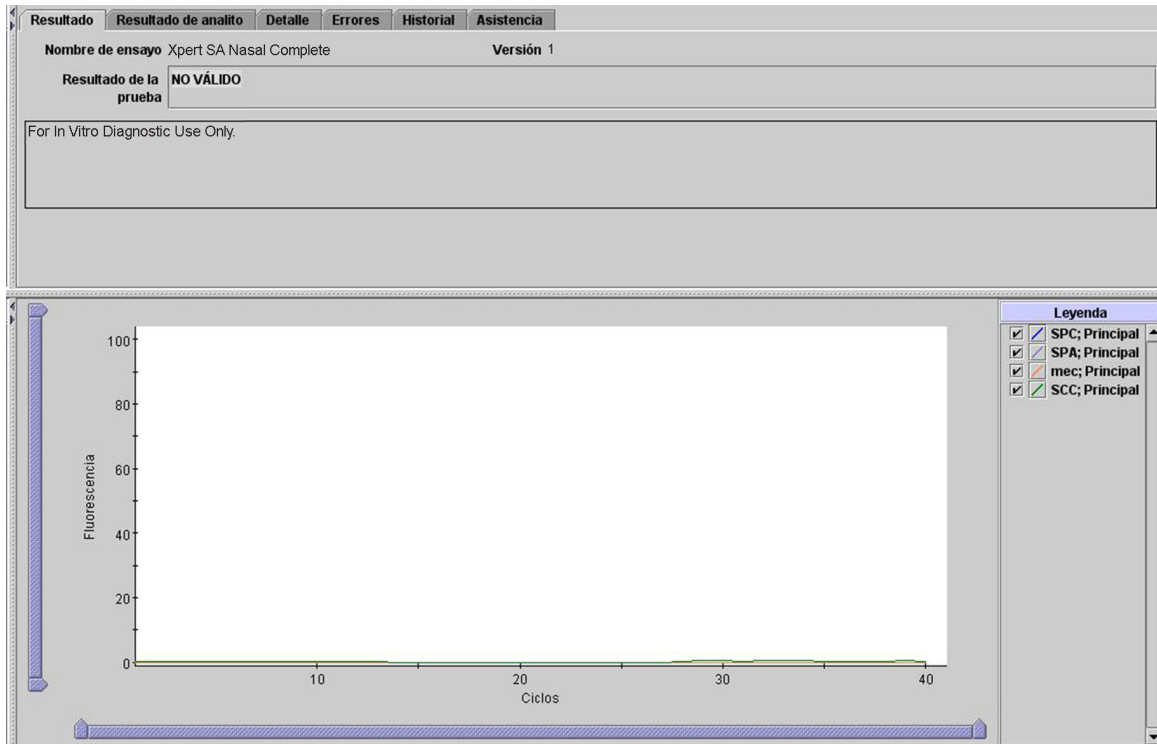 Resultado Resultado de analito Detalle Errores Historial Asistencia
Nombre de ensayo Xpert SA Nasal Complete Versión 1
Resultado de la prueba NO VÁLIDO
For In Vitro Diagnostic Use Only.
Leyenda
SPC; Principal
SPA; Principal
mec; Principal
SCC; Principal
100
80
60
40
20
0
Fluorescencia
10 20 30 40
Ciclos